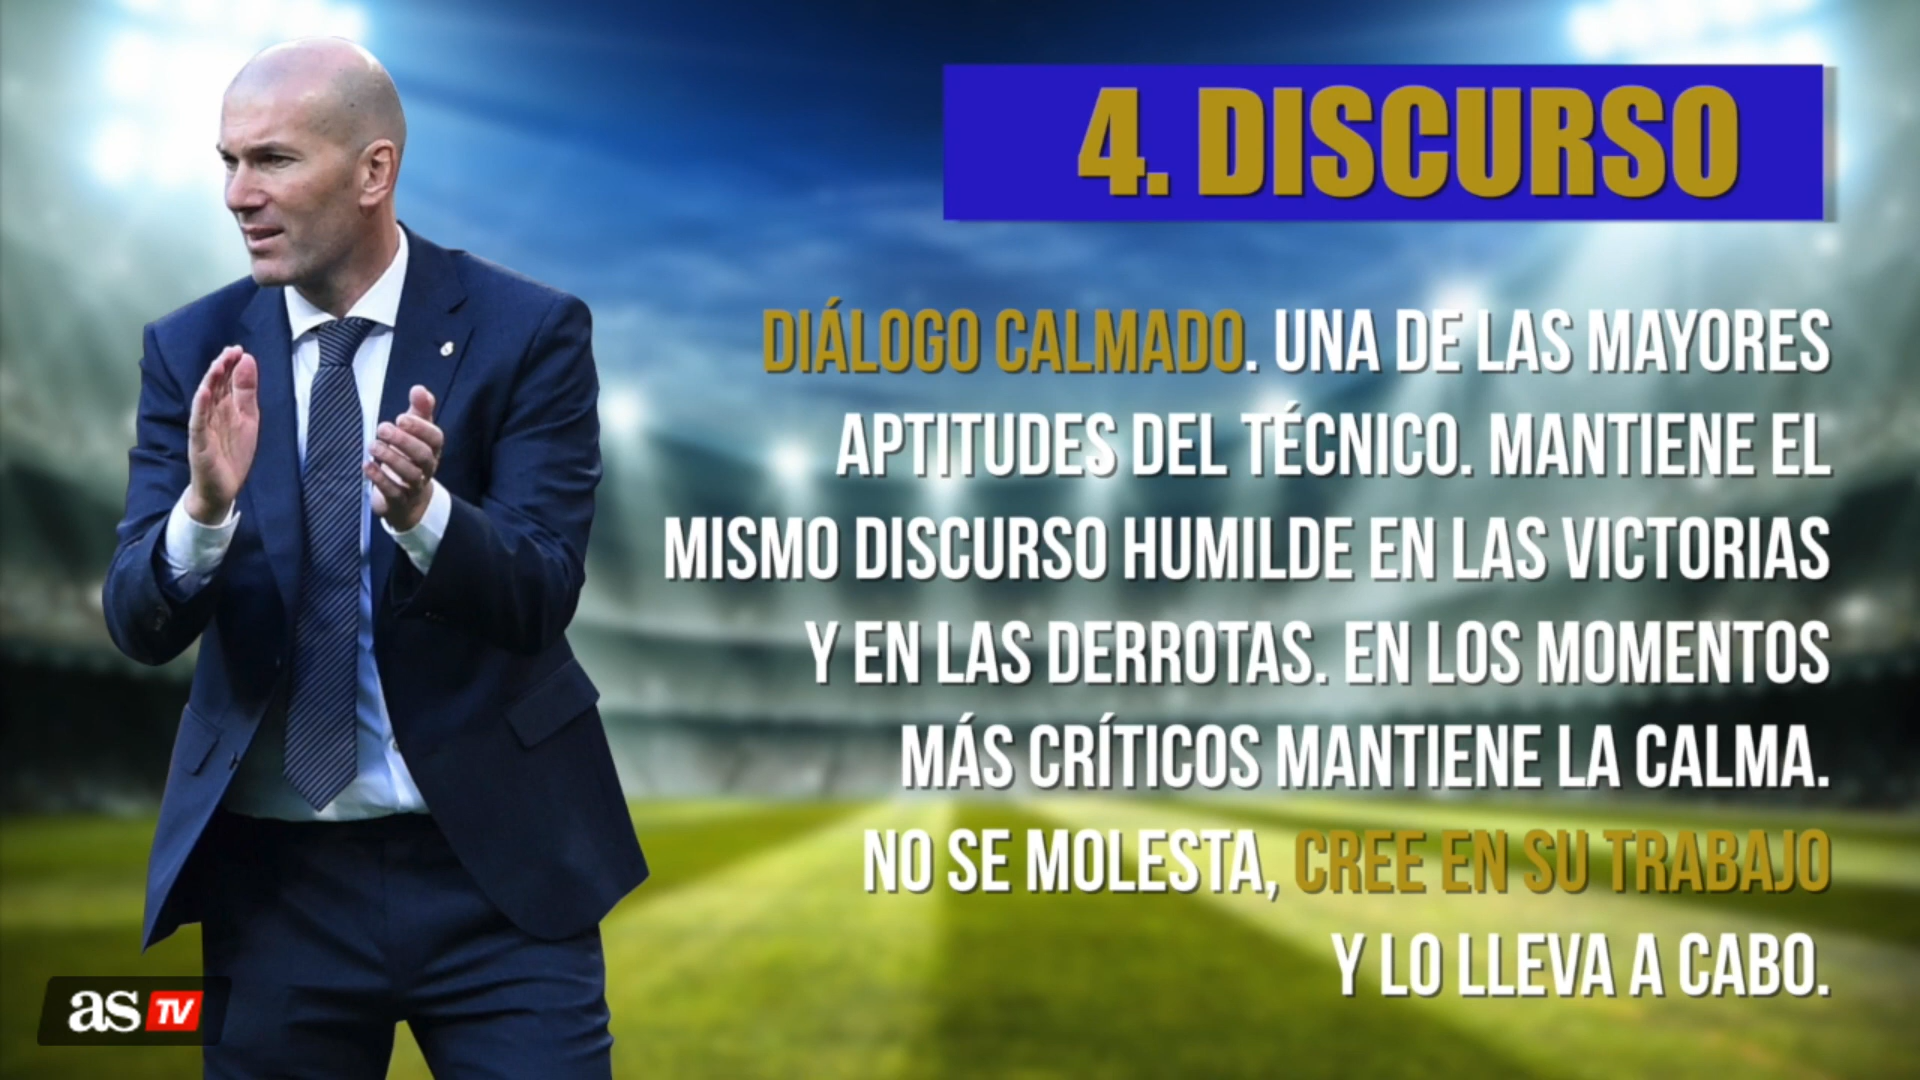 4. DISCURSO
DIÁLOGO CALMADO. UNA DE LAS MAYORES
APTITUDES DEL TÉCNICO. MANTIENE EL
MISMO DISCURSO HUMILDE EN LAS VICTORIAS
Y EN LAS DERROTAS. EN LOS MOMENTOS
MÁS CRÍTICOS MANTIENE LA CALMA.
NO SE MOLESTA, CREE EN SU TRABAJO
Y LO LLEVA A CABO.
as TV